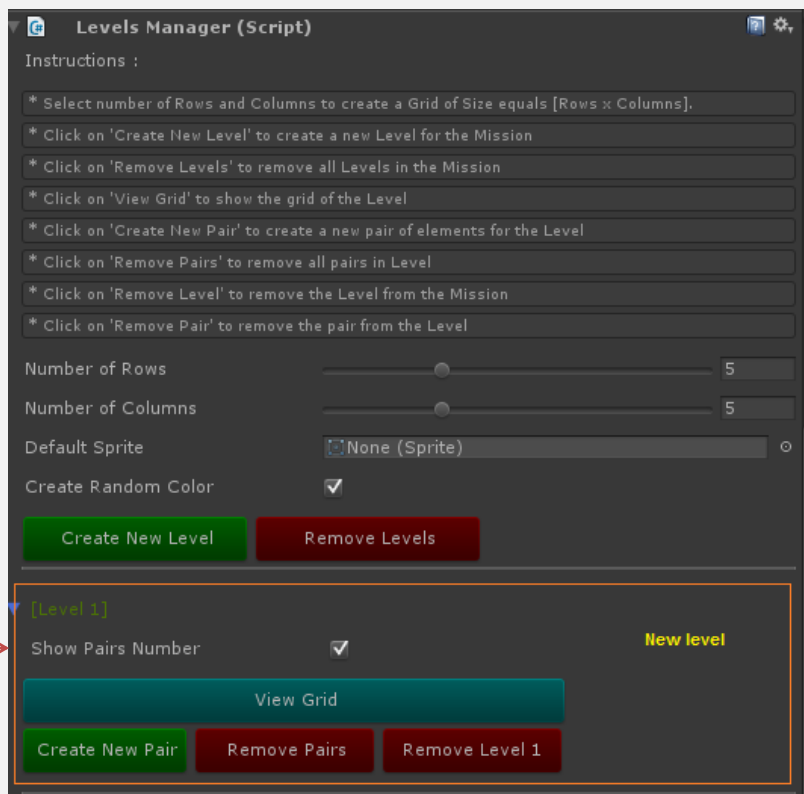 Levels Manager (Script)
Instructions :
* Select number of Rows and Columns to create a Grid of Size equals [Rows x Columns].
* Click on 'Create New Level' to create a new Level for the Mission
* Click on 'Remove Levels' to remove all Levels in the Mission
* Click on 'View Grid' to show the grid of the Level
* Click on 'Create New Pair' to create a new pair of elements for the Level
* Click on 'Remove Pairs' to remove all pairs in Level
* Click on 'Remove Level' to remove the Level from the Mission
* Click on 'Remove Pair' to remove the pair from the Level
Number of Rows 5
Number of Columns 5
Default Sprite None (Sprite)
Create Random Color
Create New Level Remove Levels
[Level 1]
Show Pairs Number New level
View Grid
Create New Pair Remove Pairs Remove Level 1